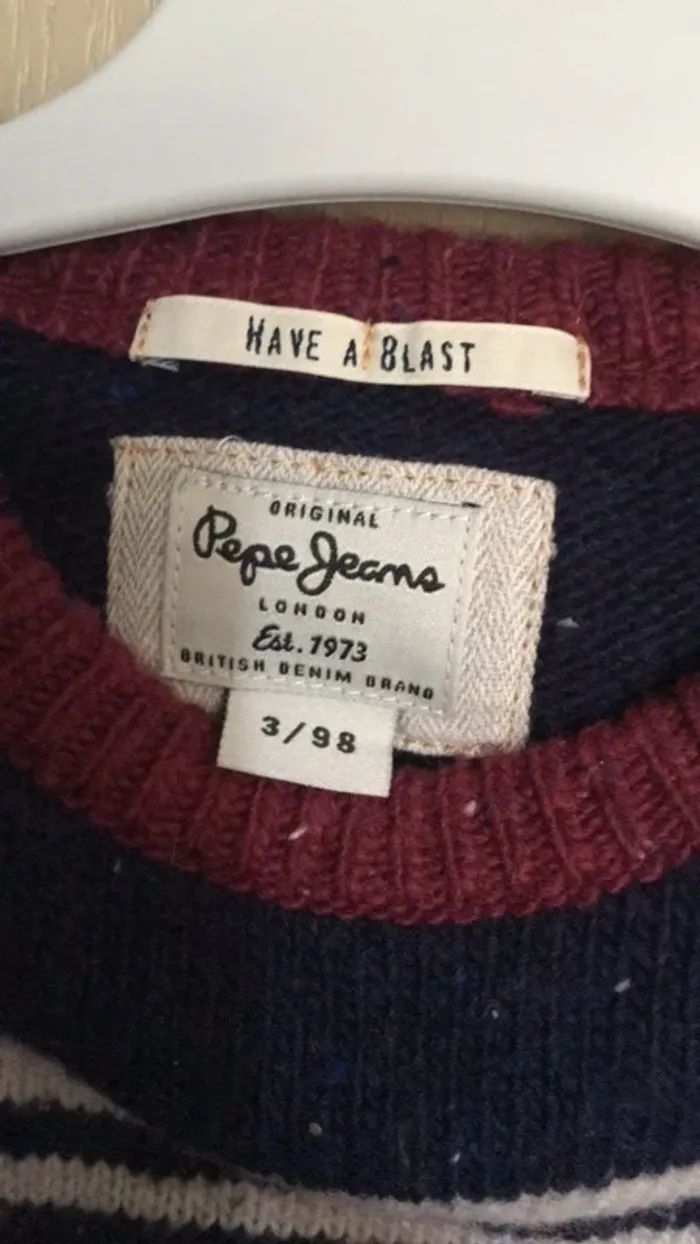 HAVE A BLAST
ORIGINAL
Pepe Jeans
LONDON
Est. 1973
BRITISH DENIM BRAND
3/98